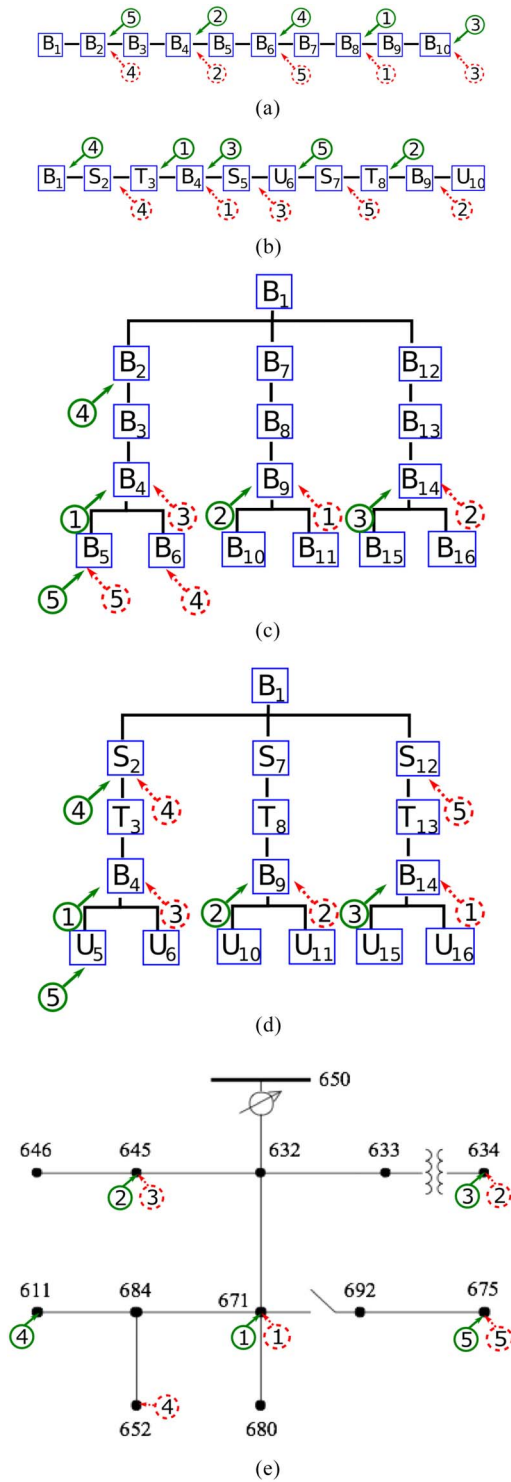 5 2 4 1 3
B1 B2 B3 B4 B5 B6 B7 B8 B9 B10
4 2 5 1 3
(a)
4 1 3 5 2
B1 S2 T3 B4 S5 U6 S7 T8 B9 U10
4 1 3 5 2
(b)
B1
B2 B7 B12
4
B3 B8 B13
B4 B9 B14
1 3 2 1 3 2
B5 B6 B10 B11 B15 B16
5 5 4
(c)
B1
S2 S7 S12
4 4 5
T3 T8 T13
B4 B9 B14
1 3 2 2 3 1
U5 U6 U10 U11 U15 U16
5
(d)
650
646 645 632 633 634
2 3 3 2
611 684 671 692 675
4 1 1 5 5
4
652 680
(e)